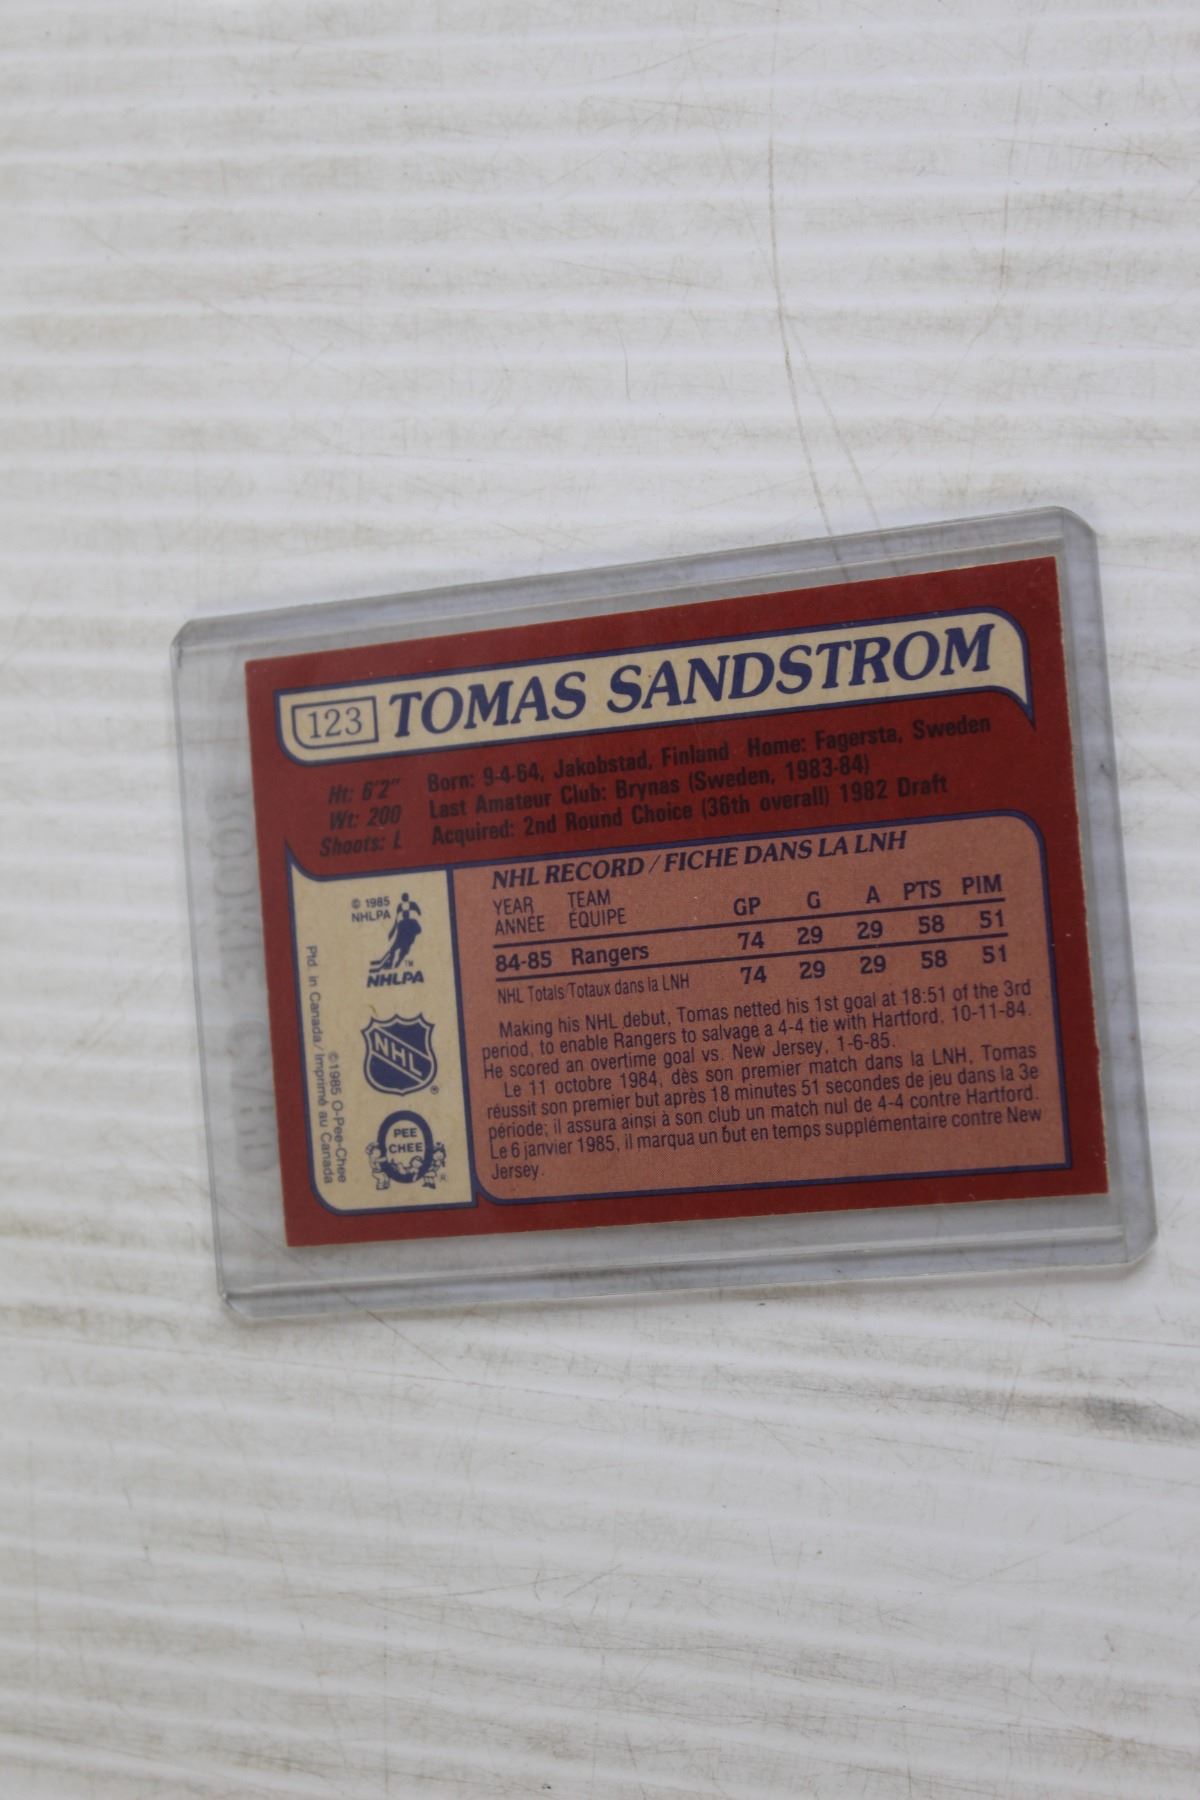 123 TOMAS SANDSTROM
Ht: 6'2" Born: 9-4-64, Jakobstad, Finland Home: Fagersta, Sweden
Wt: 200 Last Amateur Club: Brynas (Sweden, 1983-84)
Shoots: L Acquired: 2nd Round Choice (36th overall) 1982 Draft
NHL RECORD / FICHE DANS LA LNH
YEAR TEAM
ANNÉE ÉQUIPE GP G A PTS PIM
84-85 Rangers 74 29 29 58 51
NHL Totals/Totaux dans la LNH 74 29 29 58 51
Making his NHL debut, Tomas netted his 1st goal at 18:51 of the 3rd
period, to enable Rangers to salvage a 4-4 tie with Hartford, 10-11-84.
He scored an overtime goal vs. New Jersey, 1-6-85.
Le 11 octobre 1984, dès son premier match dans la LNH, Tomas
réussit son premier but après 18 minutes 51 secondes de jeu dans la 3e
période; il assura ainsi à son club un match nul de 4-4 contre Hartford.
Le 6 janvier 1985, il marqua un but en temps supplémentaire contre New
Jersey.
© 1985
NHLPA
TM
NHLPA
NHL
®
PEE
CHEE
®
©1985 O-Pee-Chee
Ptd. in Canada/Imprimé au Canada
ROOKIE CARD